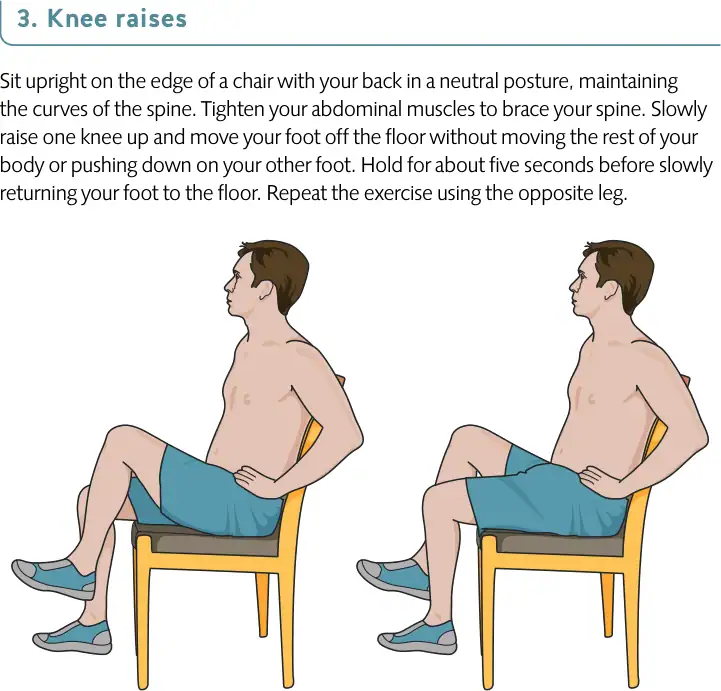 3. Knee raises
Sit upright on the edge of a chair with your back in a neutral posture, maintaining
the curves of the spine. Tighten your abdominal muscles to brace your spine. Slowly
raise one knee up and move your foot off the floor without moving the rest of your
body or pushing down on your other foot. Hold for about five seconds before slowly
returning your foot to the floor. Repeat the exercise using the opposite leg.